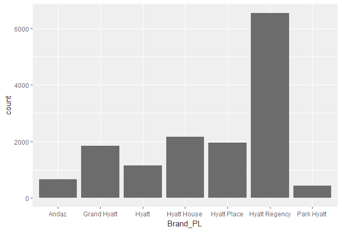 6000
4000
2000
0
count
Andaz Grand Hyatt Hyatt Hyatt House Hyatt Place Hyatt Regency Park Hyatt
Brand_PL